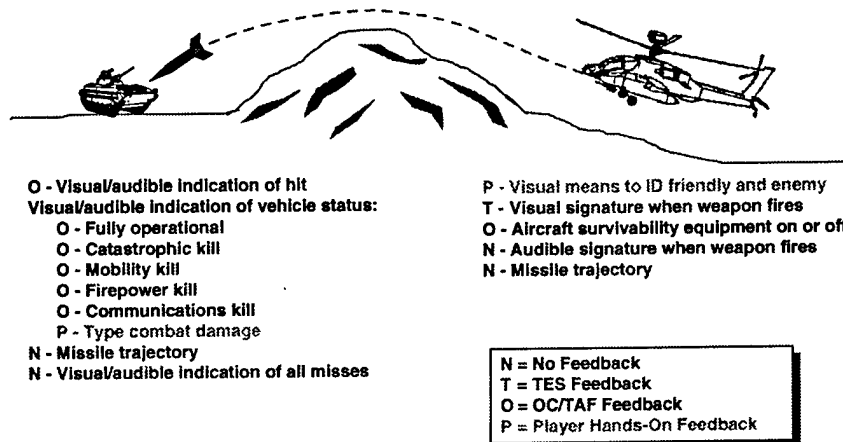 O - Visual/audible indication of hit
Visual/audible indication of vehicle status:
O - Fully operational
O - Catastrophic kill
O - Mobility kill
O - Firepower kill
O - Communications kill
P - Type combat damage
N - Missile trajectory
N - Visual/audible indication of all misses
P - Visual means to ID friendly and enemy
T - Visual signature when weapon fires
O - Aircraft survivability equipment on or off
N - Audible signature when weapon fires
N - Missile trajectory
N = No Feedback
T = TES Feedback
O = OC/TAF Feedback
P = Player Hands-On Feedback